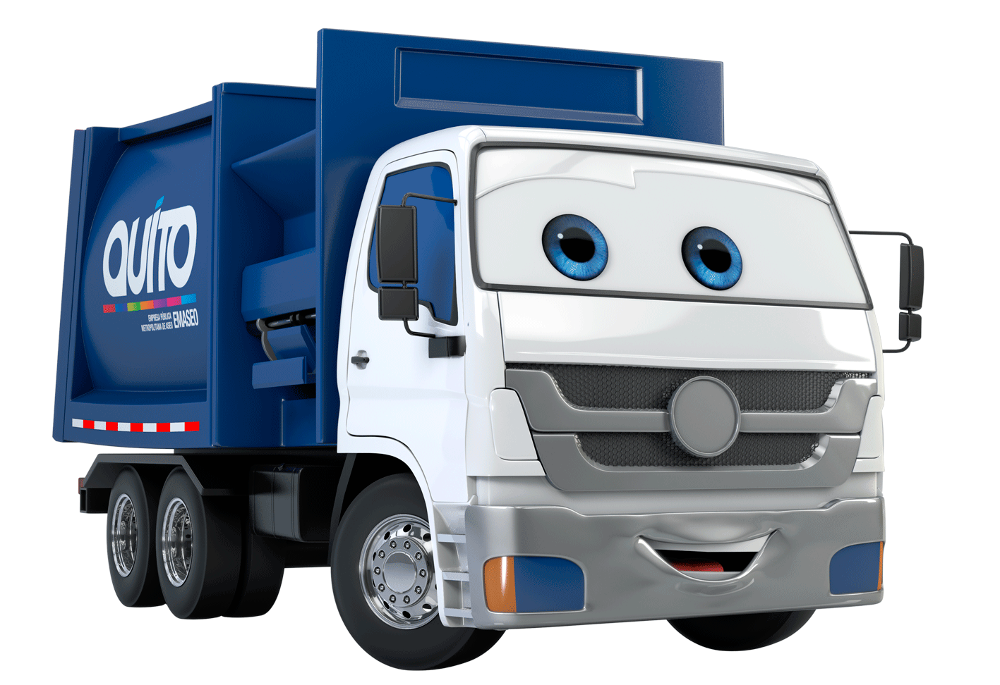 QUITO
EMPRESA PÚBLICA
METROPOLITANA DE ASEO
EMASEO